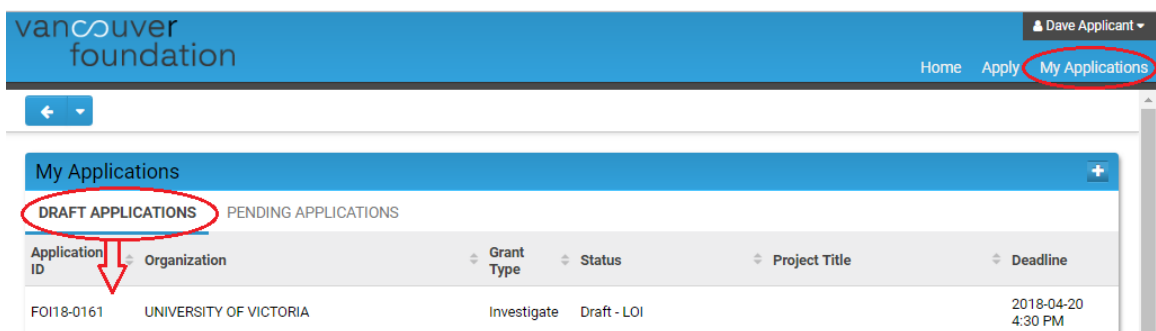 vancouver
foundation
Dave Applicant
Home Apply My Applications
My Applications
DRAFT APPLICATIONS PENDING APPLICATIONS
Application ID Organization Grant Type Status Project Title Deadline
FOI18-0161 UNIVERSITY OF VICTORIA Investigate Draft - LOI 2018-04-20
4:30 PM